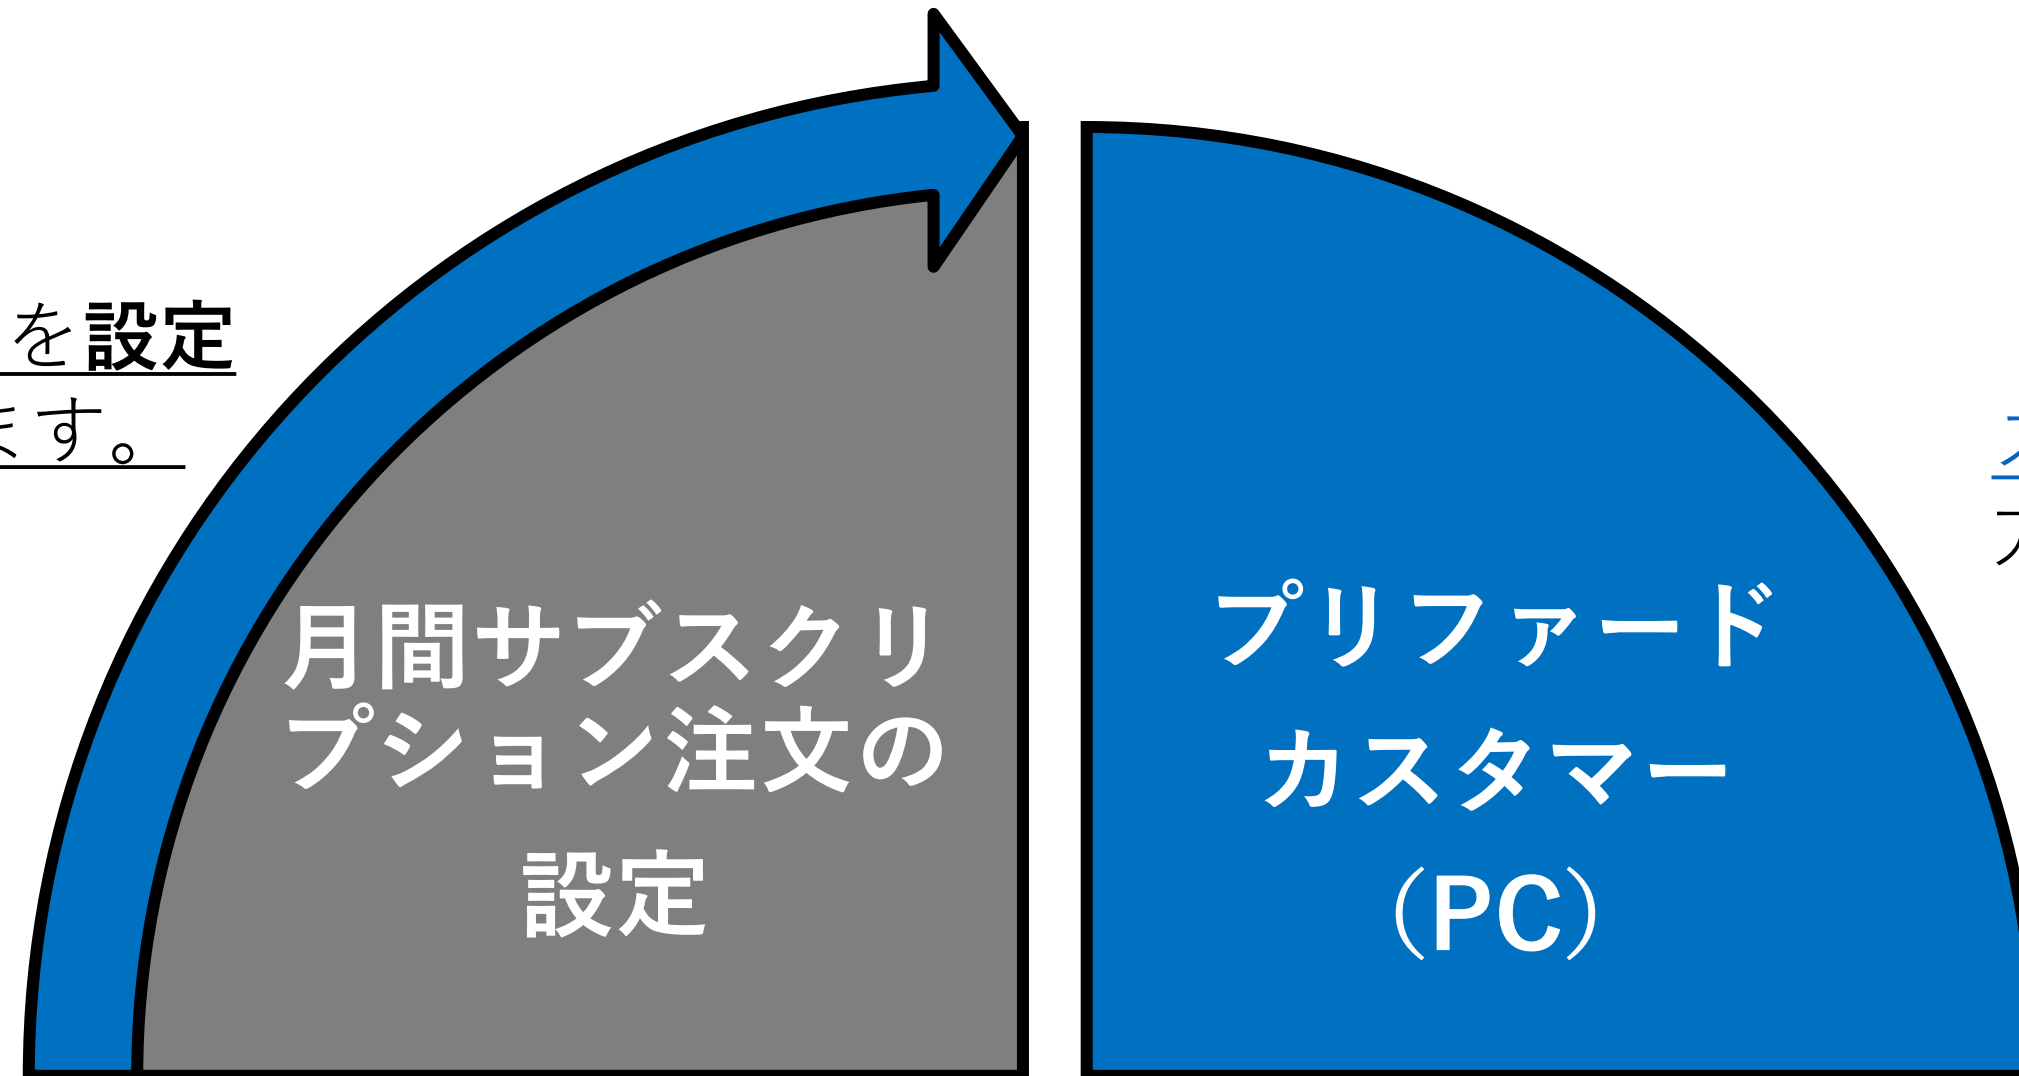 を設定
ます。
月間サブスクリ
プション注文の
設定
プリファード
カスタマー
（PC）